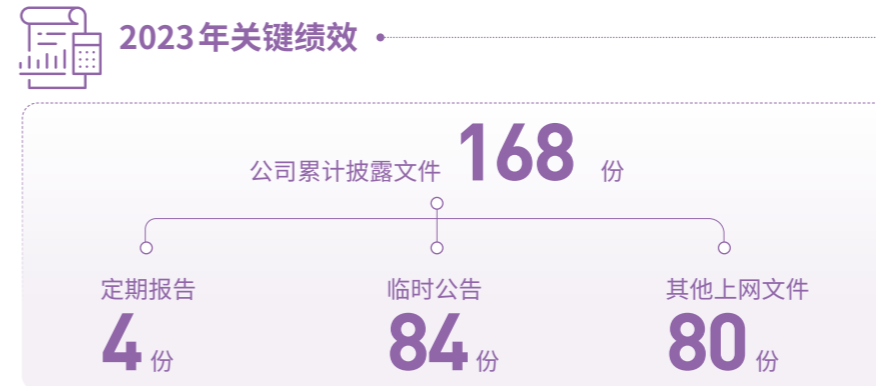 2023年关键绩效
公司累计披露文件 168 份
定期报告 临时公告 其他上网文件
4 份 84 份 80 份